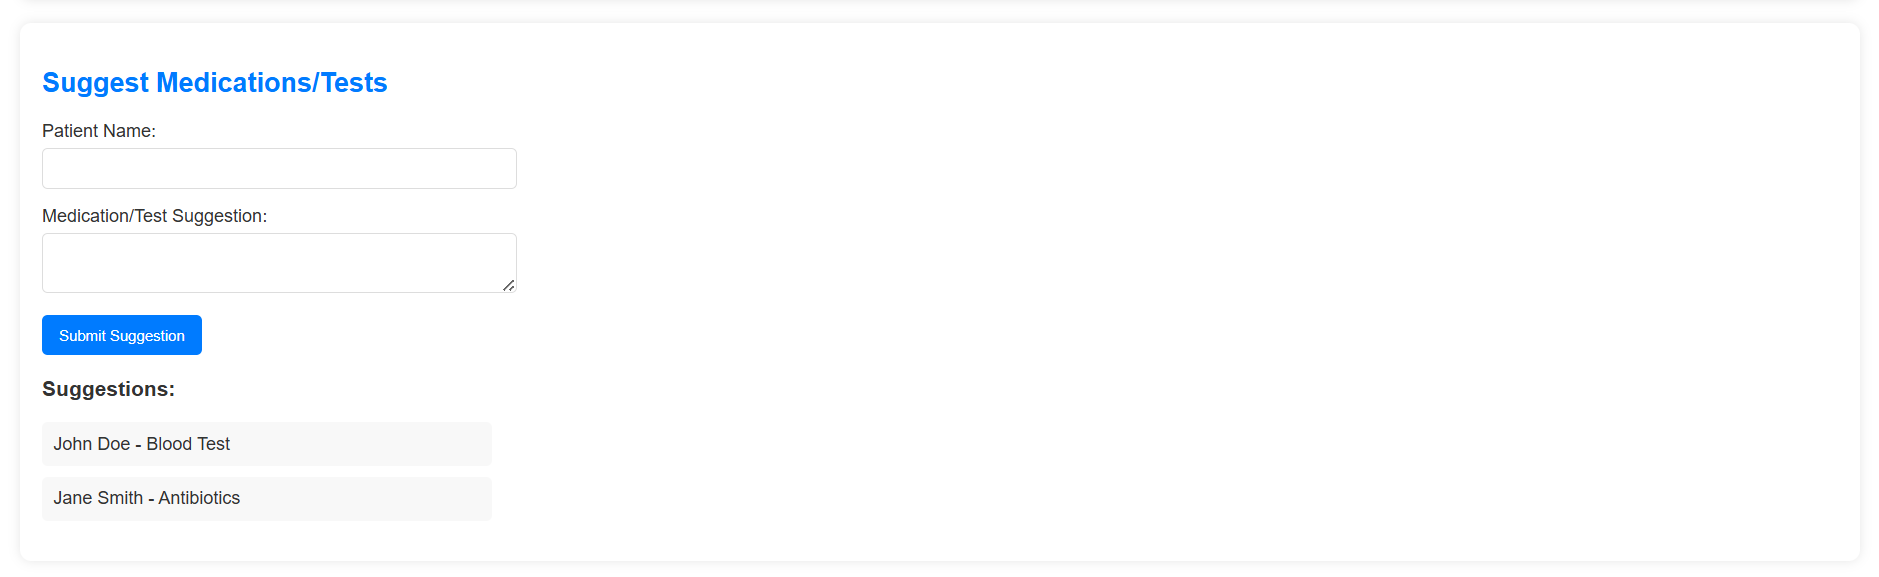 Suggest Medications/Tests
Patient Name:
Medication/Test Suggestion:
Submit Suggestion
Suggestions:
John Doe - Blood Test
Jane Smith - Antibiotics